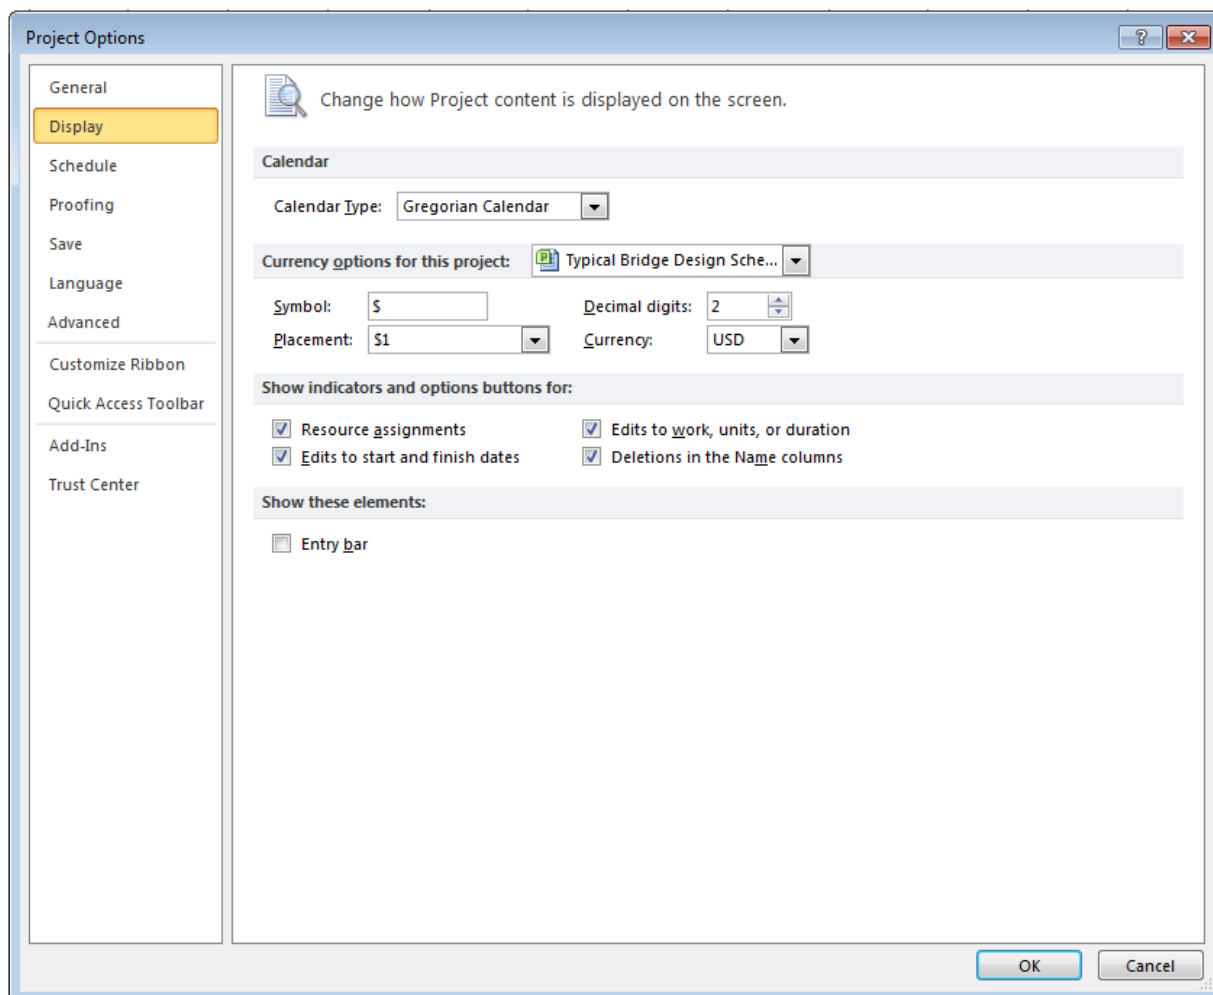 Project Options
General
Display
Schedule
Proofing
Save
Language
Advanced
Customize Ribbon
Quick Access Toolbar
Add-Ins
Trust Center
Change how Project content is displayed on the screen.
Calendar
Calendar Type: Gregorian Calendar
Currency options for this project: Typical Bridge Design Sche...
Symbol: $ Decimal digits: 2
Placement: $1 Currency: USD
Show indicators and options buttons for:
Resource assignments Edits to work, units, or duration
Edits to start and finish dates Deletions in the Name columns
Show these elements:
Entry bar
OK Cancel